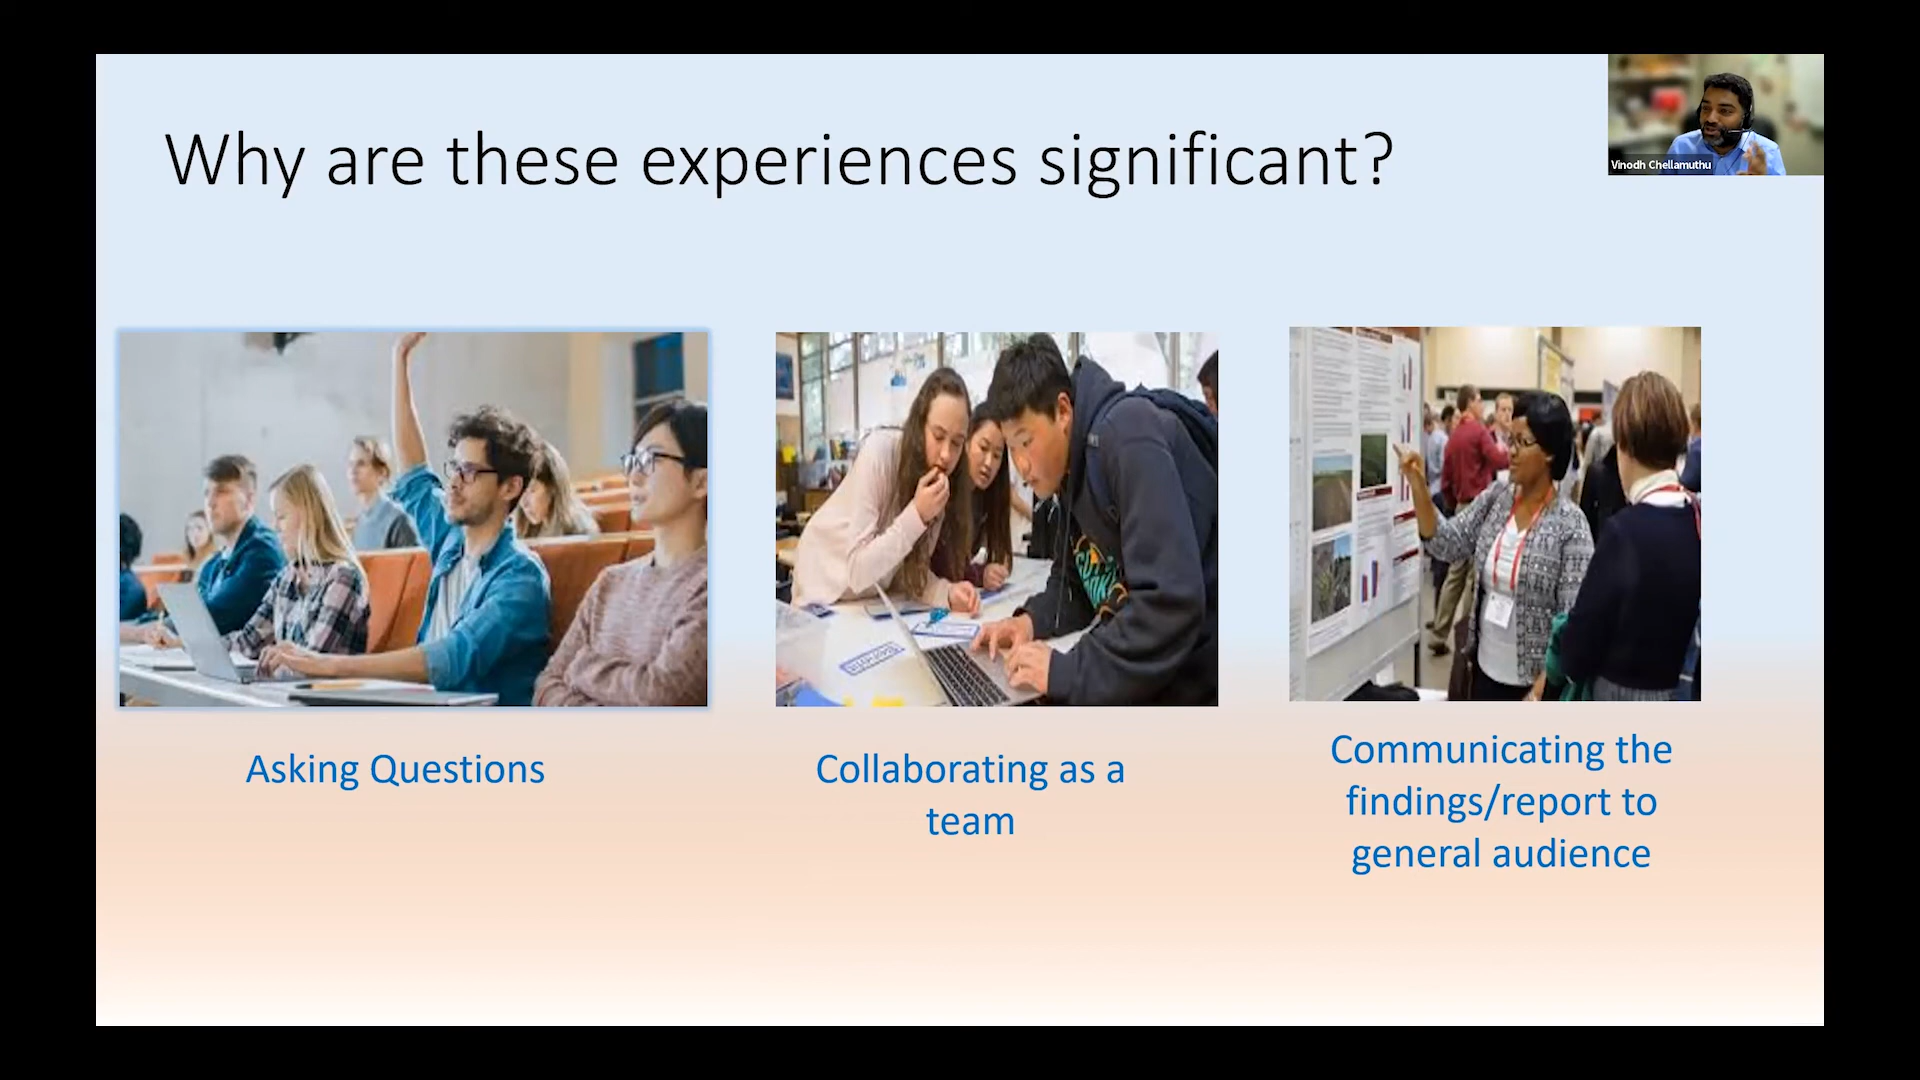 Why are these experiences significant?
Vinodh Chellamuthu
Asking Questions
Collaborating as a
team
Communicating the
findings/report to
general audience